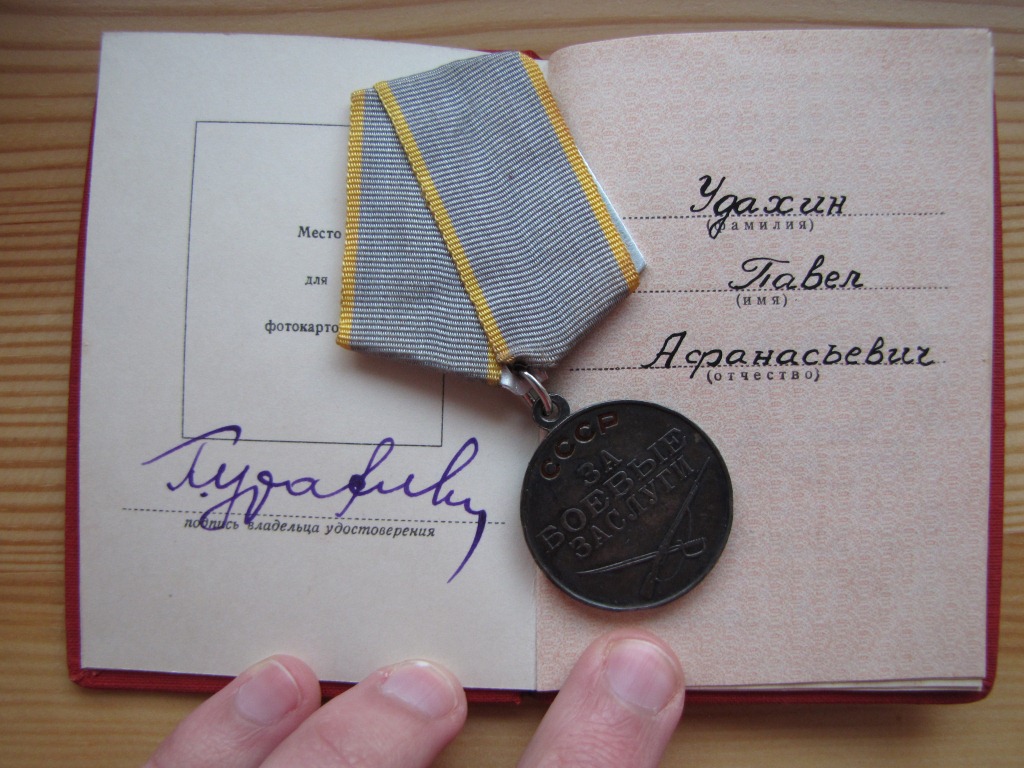 Место
для
фотокарто
подпись владельца удостоверения
СССР
ЗА
БОЕВЫЕ
ЗАСЛУГИ
Удахин
(фамилия)
Павел
(имя)
Афанасьевич
(отчество)